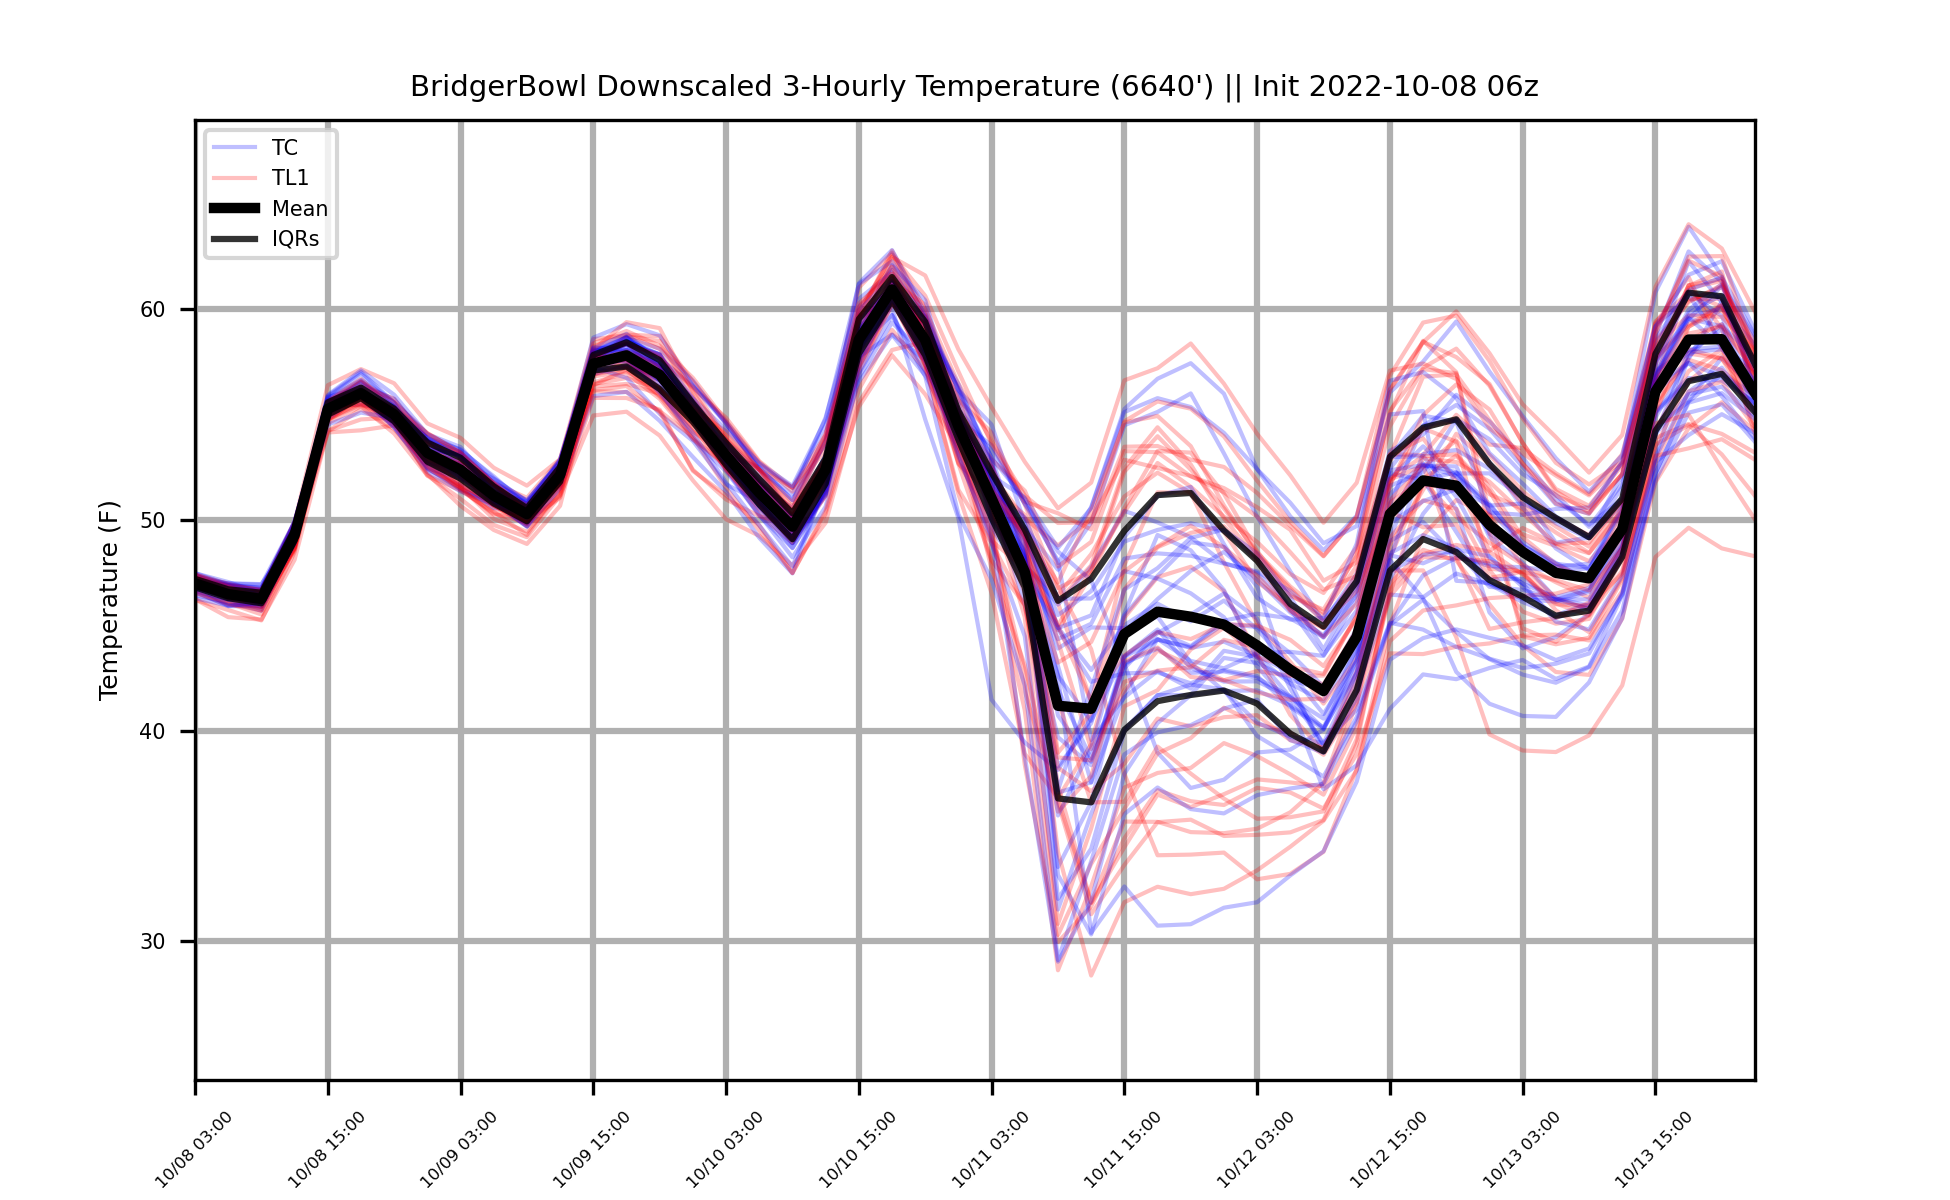 BridgerBowl Downscaled 3-Hourly Temperature (6640') || Init 2022-10-08 06z
TC
TL1
Mean
IQRs
Temperature (F)
60
50
40
30
10/08 03:00
10/08 15:00
10/09 03:00
10/09 15:00
10/10 03:00
10/10 15:00
10/11 03:00
10/11 15:00
10/12 03:00
10/12 15:00
10/13 03:00
10/13 15:00